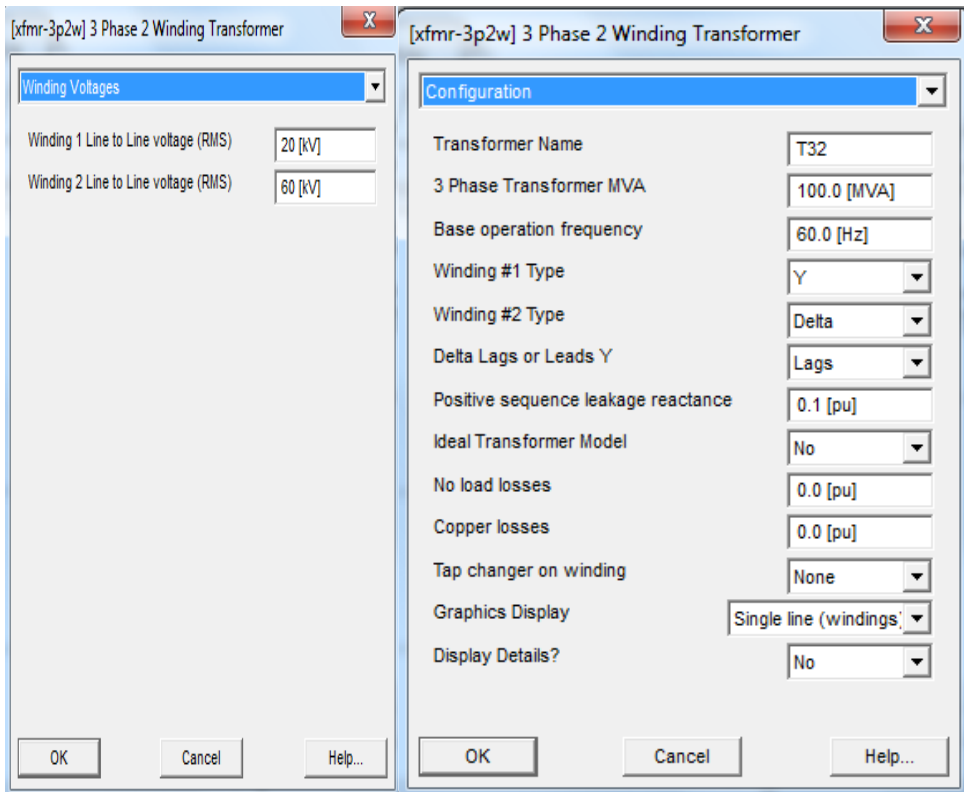 [xfmr-3p2w] 3 Phase 2 Winding Transformer
X
Winding Voltages
Winding 1 Line to Line voltage (RMS) 20 [kV]
Winding 2 Line to Line voltage (RMS) 60 [kV]
OK Cancel Help...
[xfmr-3p2w] 3 Phase 2 Winding Transformer
X
Configuration
Transformer Name T32
3 Phase Transformer MVA 100.0 [MVA]
Base operation frequency 60.0 [Hz]
Winding #1 Type Y
Winding #2 Type Delta
Delta Lags or Leads Y Lags
Positive sequence leakage reactance 0.1 [pu]
Ideal Transformer Model No
No load losses 0.0 [pu]
Copper losses 0.0 [pu]
Tap changer on winding None
Graphics Display Single line (windings)
Display Details? No
OK Cancel Help...